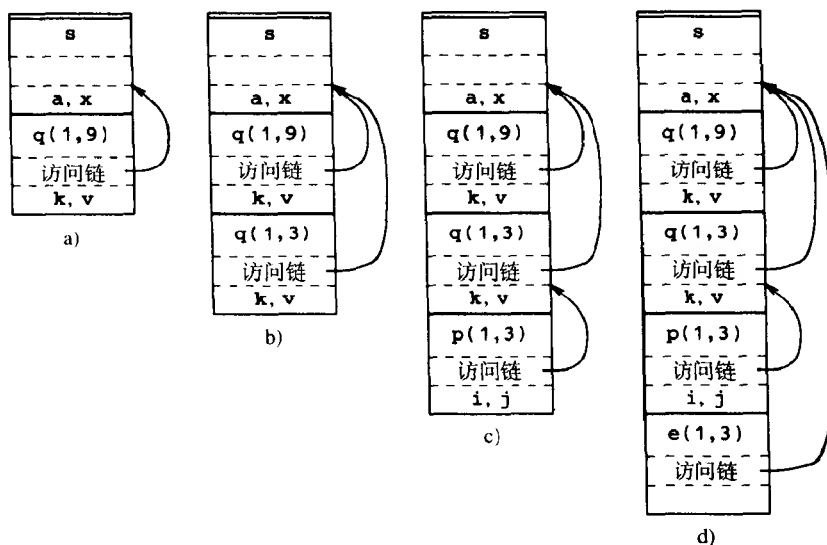 s
a, x
q(1,9)
访问链
k, v
a)
s
a, x
q(1,9)
访问链
k, v
q(1,3)
访问链
k, v
b)
s
a, x
q(1,9)
访问链
k, v
q(1,3)
访问链
k, v
p(1,3)
访问链
i, j
c)
s
a, x
q(1,9)
访问链
k, v
q(1,3)
访问链
k, v
p(1,3)
访问链
i, j
e(1,3)
访问链
d)